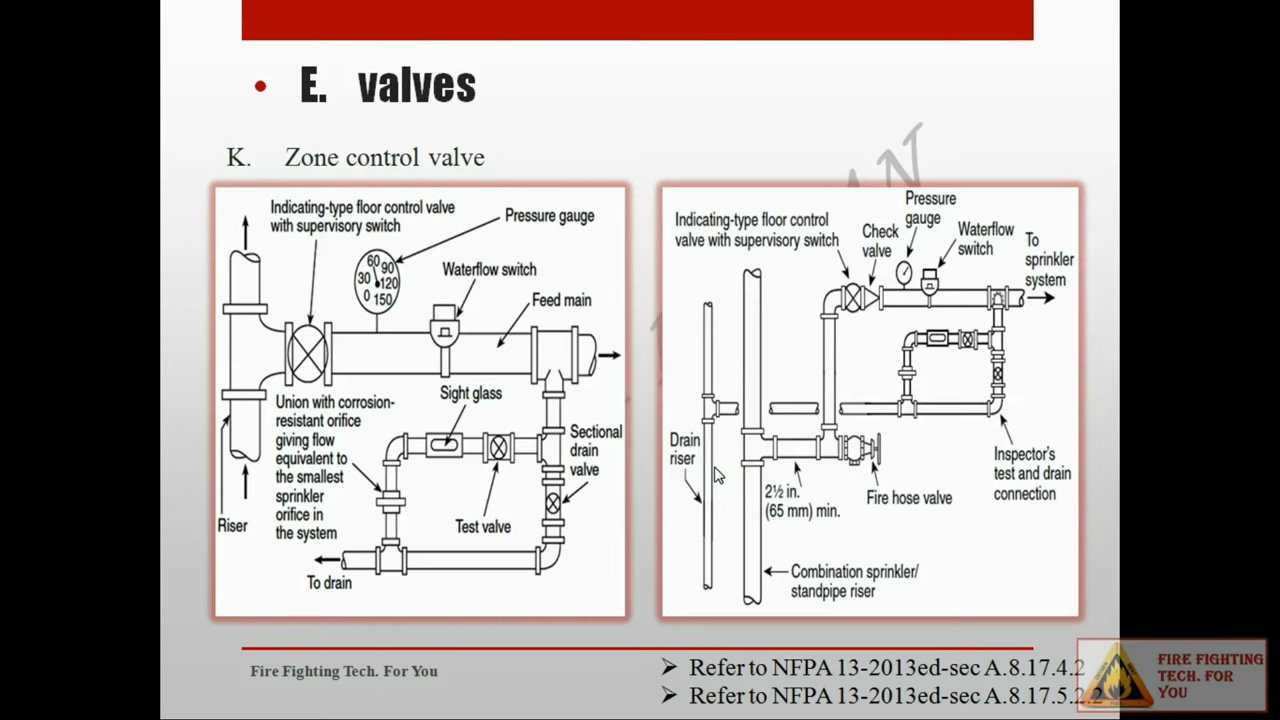 • E. valves
K. Zone control valve
Indicating-type floor control valve
with supervisory switch
Pressure gauge
60
90
30
120
0
150
Waterflow switch
Feed main
Sight glass
Union with corrosion-
resistant orifice
giving flow
equivalent to
the smallest
sprinkler
orifice in
the system
Sectional
drain
valve
Riser
Test valve
To drain
Pressure
gauge
Indicating-type floor control
valve with supervisory switch
Check
valve
Waterflow
switch
To
sprinkler
system
Drain
riser
2½ in.
(65 mm) min.
Fire hose valve
Inspector's
test and drain
connection
Combination sprinkler/
standpipe riser
Fire Fighting Tech. For You
➢ Refer to NFPA 13-2013ed-sec A.8.17.4.2
➢ Refer to NFPA 13-2013ed-sec A.8.17.5.2.2
FIRE FIGHTING
TECH. FOR
YOU